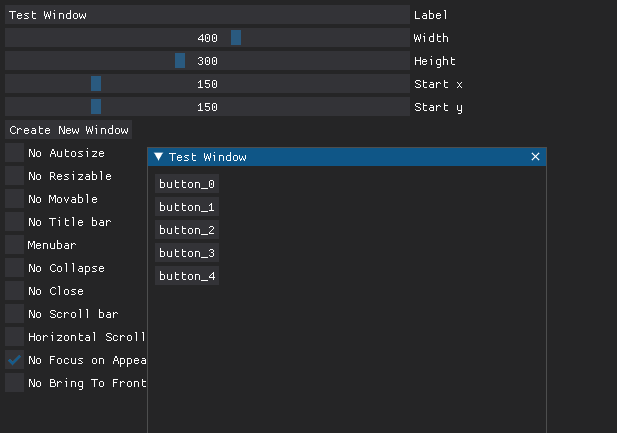 Test Window Label
400 Width
300 Height
150 Start x
150 Start y
Create New Window
No Autosize
No Resizable
No Movable
No Title bar
Menubar
No Collapse
No Close
No Scroll bar
Horizontal Scroll
No Focus on Appea
No Bring To Front
Test Window
button_0
button_1
button_2
button_3
button_4